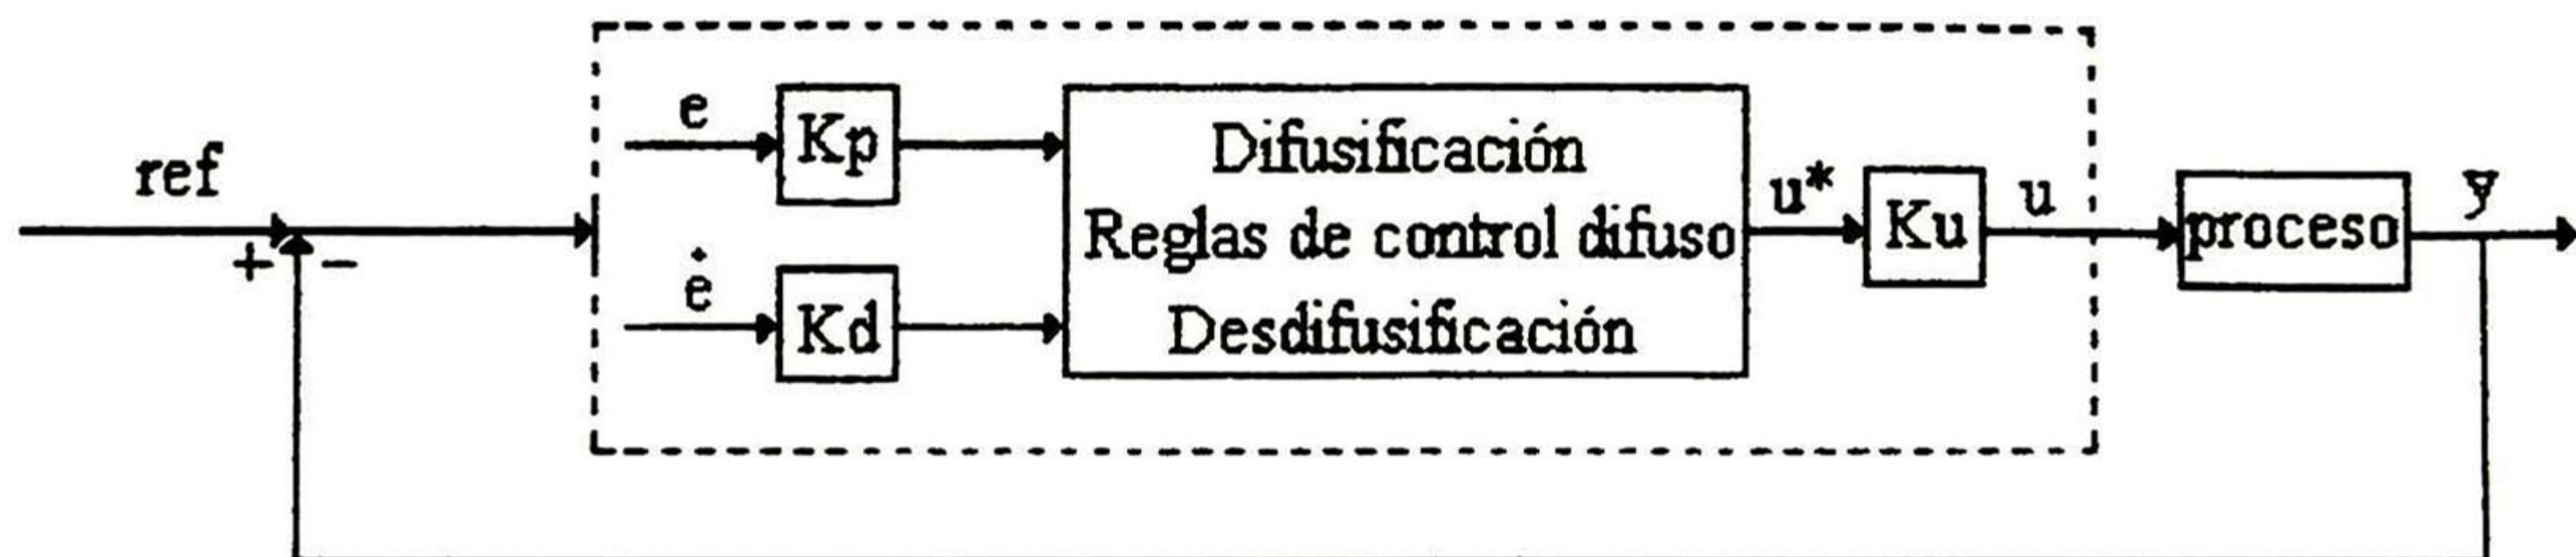 ref
+ −
e
Kp
ė
Kd
Difusificación
Reglas de control difuso
Desdifusificación
u*
Ku
u
proceso
y